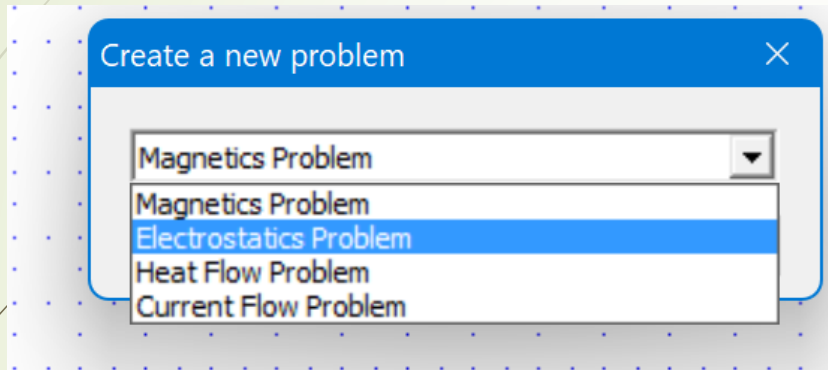 Create a new problem
Magnetics Problem
Magnetics Problem
Electrostatics Problem
Heat Flow Problem
Current Flow Problem